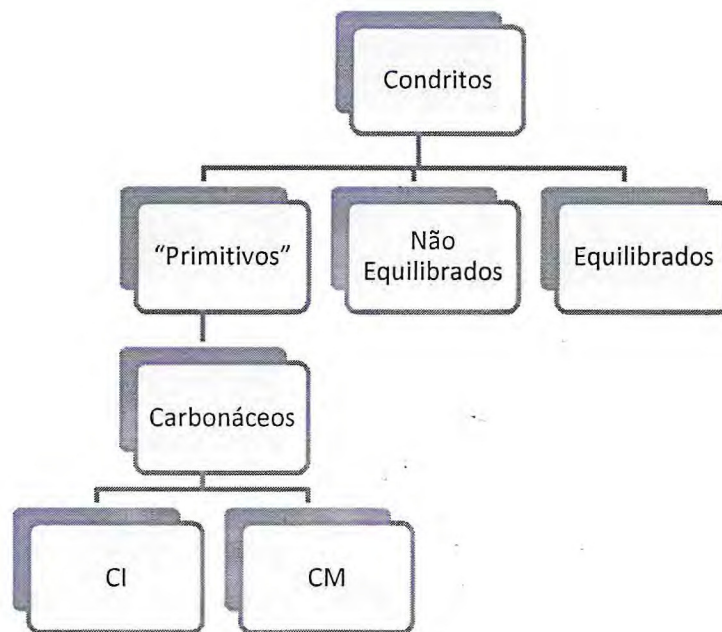 Condritos
“Primitivos”
Não
Equilibrados
Equilibrados
Carbonáceos
CI
CM